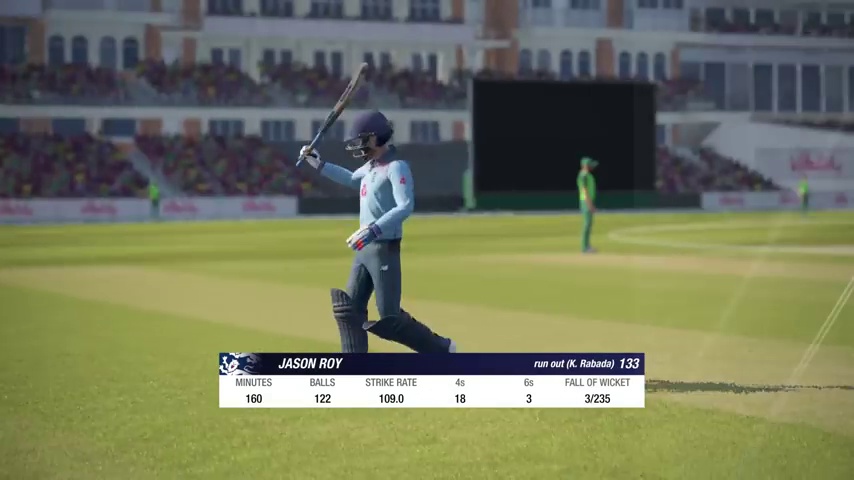 JASON ROY run out (K. Rabada) 133
MINUTES BALLS STRIKE RATE 4s 6s FALL OF WICKET
160 122 109.0 18 3 3/235